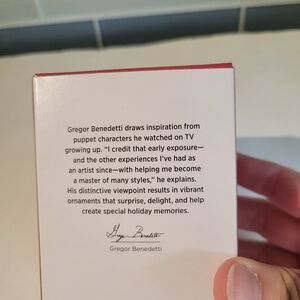 Gregor Benedetti draws inspiration from
puppet characters he watched on TV
growing up. “I credit that early exposure—
and the other experiences I’ve had as
an artist since—with helping me become
a master of many styles,” he explains.
His distinctive viewpoint results in vibrant
ornaments that surprise, delight, and help
create special holiday memories.
Gregor Benedetti
Gregor Benedetti